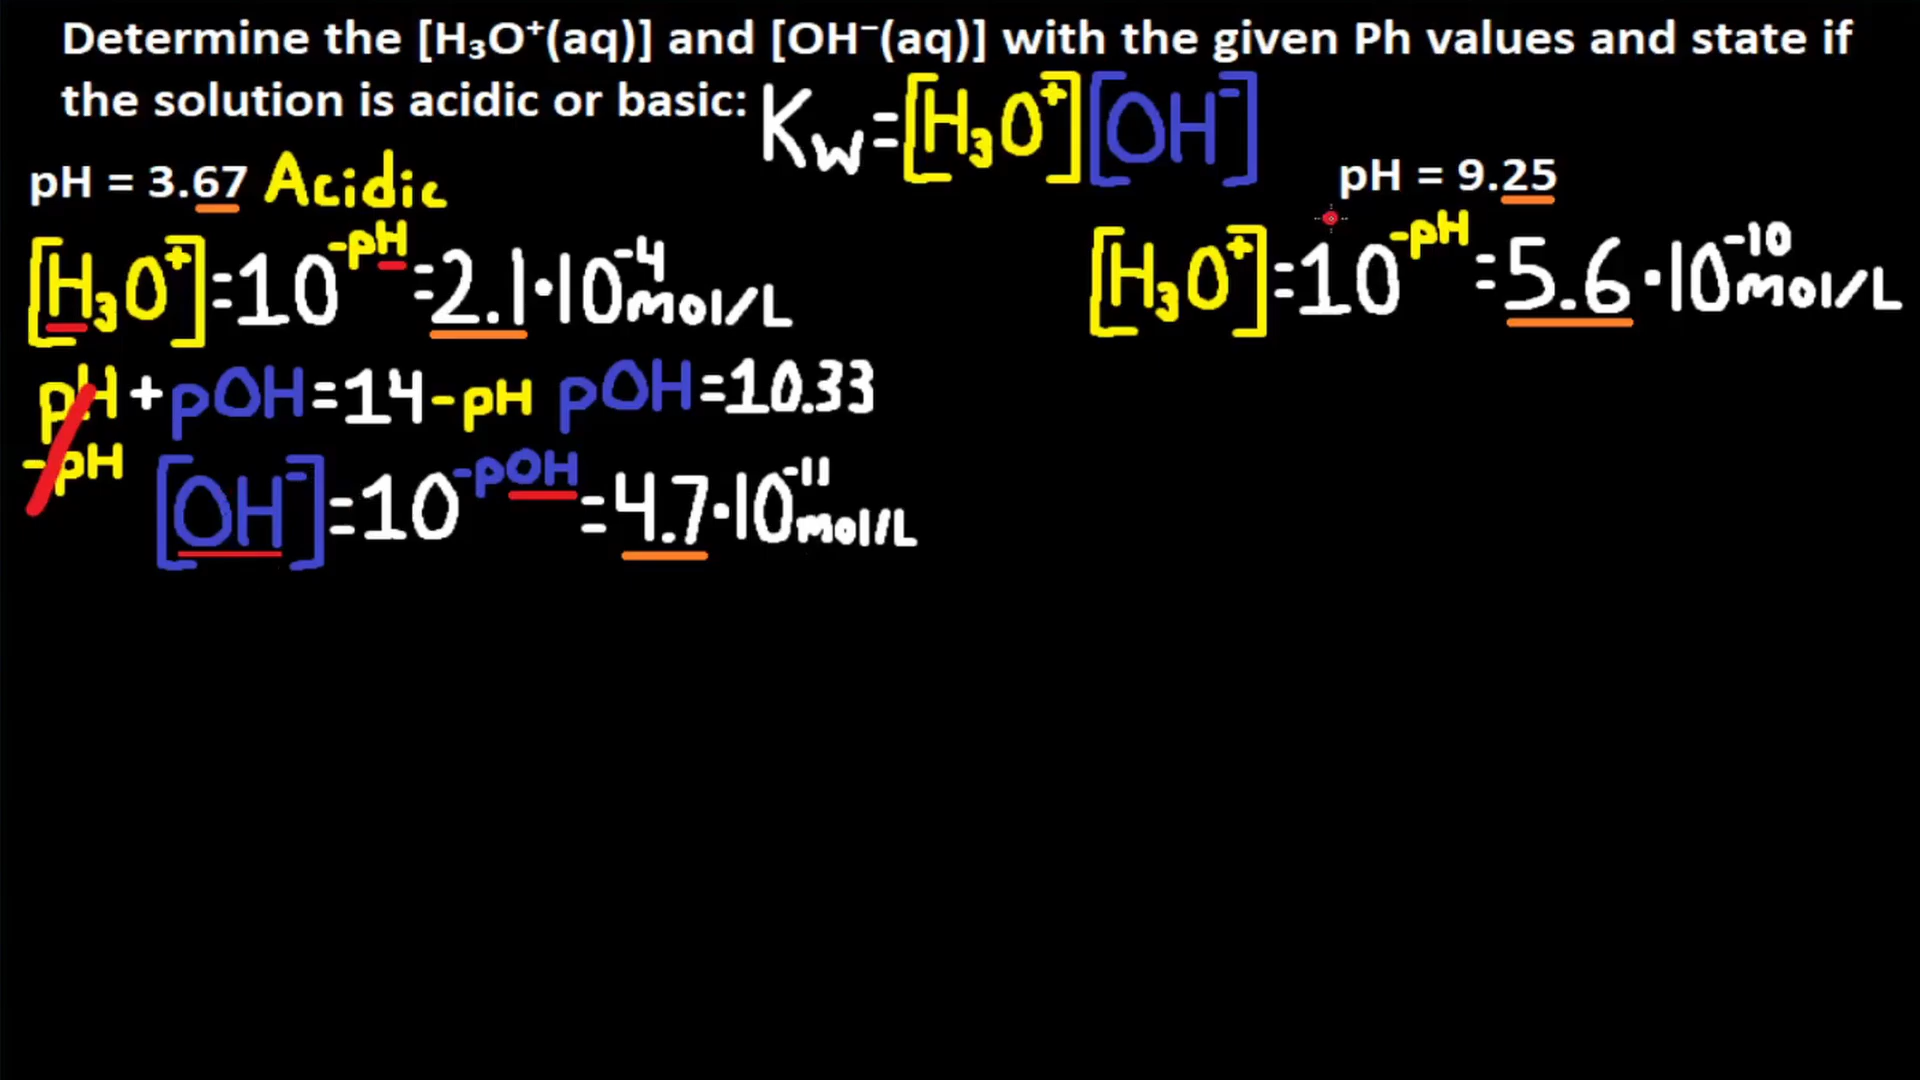 Determine the [H₃O⁺(aq)] and [OH⁻(aq)] with the given Ph values and state if
the solution is acidic or basic: Kw=[H₃O⁺][OH⁻]
pH = 3.67 Acidic
[H₃O⁺]=10^-pH=2.1·10^-4 mol/L
pH+pOH=14-pH pOH=10.33
-pH
[OH⁻]=10^-pOH=4.7·10^-11 mol/L
pH = 9.25
[H₃O⁺]=10^-pH=5.6·10^-10 mol/L